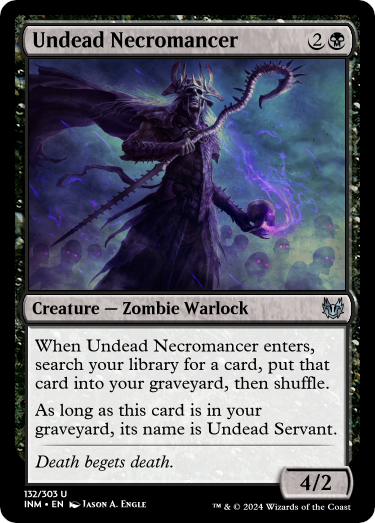 Undead Necromancer 2
Creature — Zombie Warlock
When Undead Necromancer enters,
search your library for a card, put that
card into your graveyard, then shuffle.
As long as this card is in your
graveyard, its name is Undead Servant.
Death begets death.
4/2
132/303 U
INM • EN Jason A. Engle
™ & © 2024 Wizards of the Coast